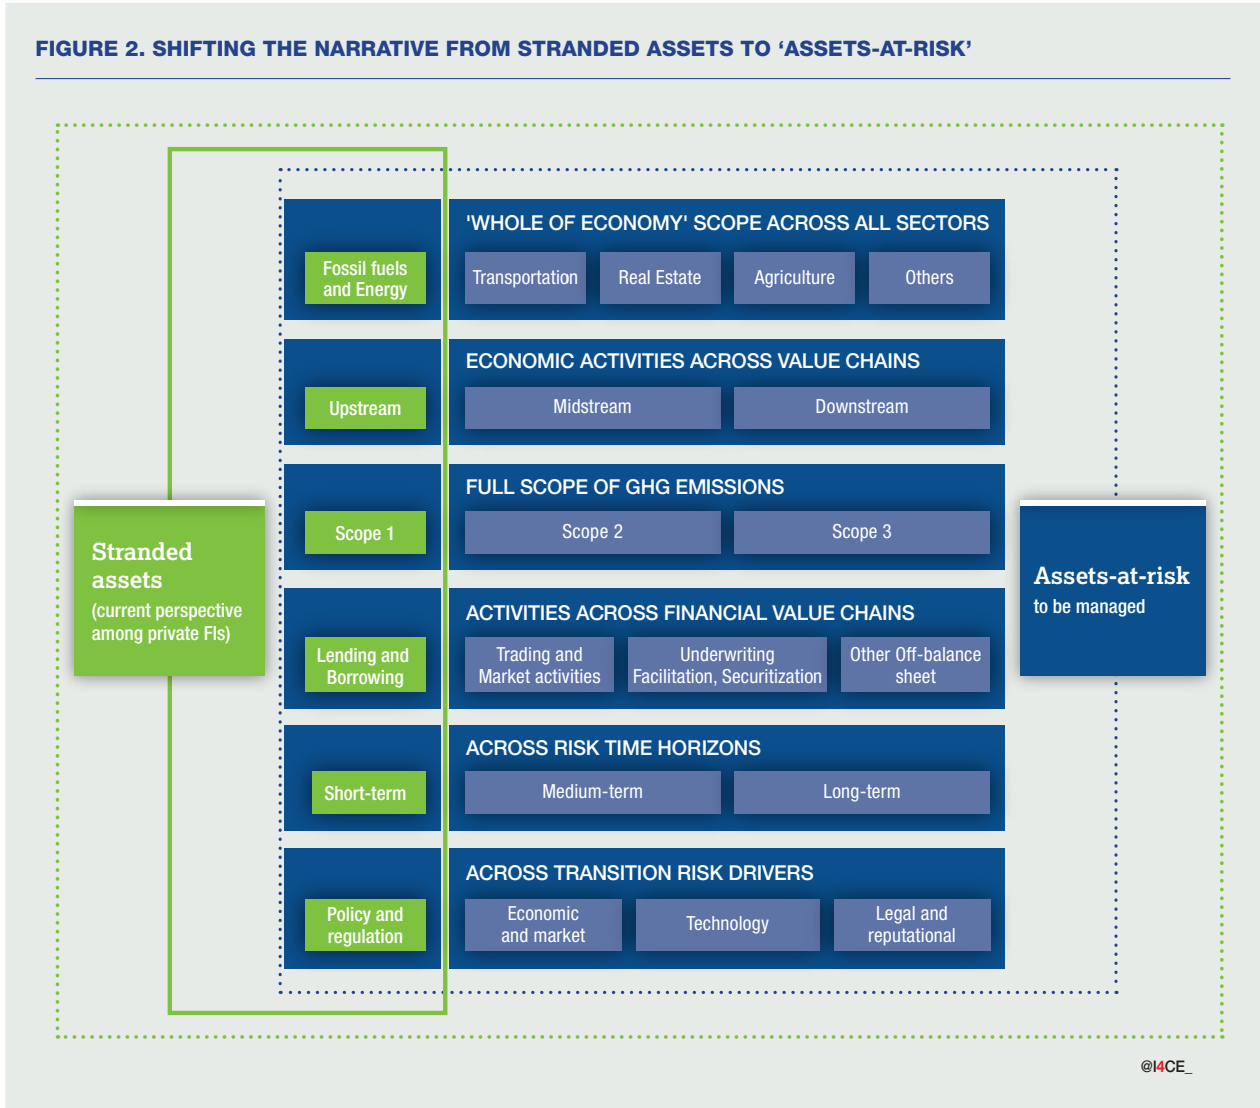 FIGURE 2. SHIFTING THE NARRATIVE FROM STRANDED ASSETS TO ‘ASSETS-AT-RISK’
'WHOLE OF ECONOMY' SCOPE ACROSS ALL SECTORS
Fossil fuels
and Energy
Transportation
Real Estate
Agriculture
Others
ECONOMIC ACTIVITIES ACROSS VALUE CHAINS
Upstream
Midstream
Downstream
FULL SCOPE OF GHG EMISSIONS
Scope 1
Scope 2
Scope 3
Stranded
assets
(current perspective
among private FIs)
Assets-at-risk
to be managed
ACTIVITIES ACROSS FINANCIAL VALUE CHAINS
Lending and
Borrowing
Trading and
Market activities
Underwriting
Facilitation, Securitization
Other Off-balance
sheet
ACROSS RISK TIME HORIZONS
Short-term
Medium-term
Long-term
ACROSS TRANSITION RISK DRIVERS
Policy and
regulation
Economic
and market
Technology
Legal and
reputational
@I4CE_